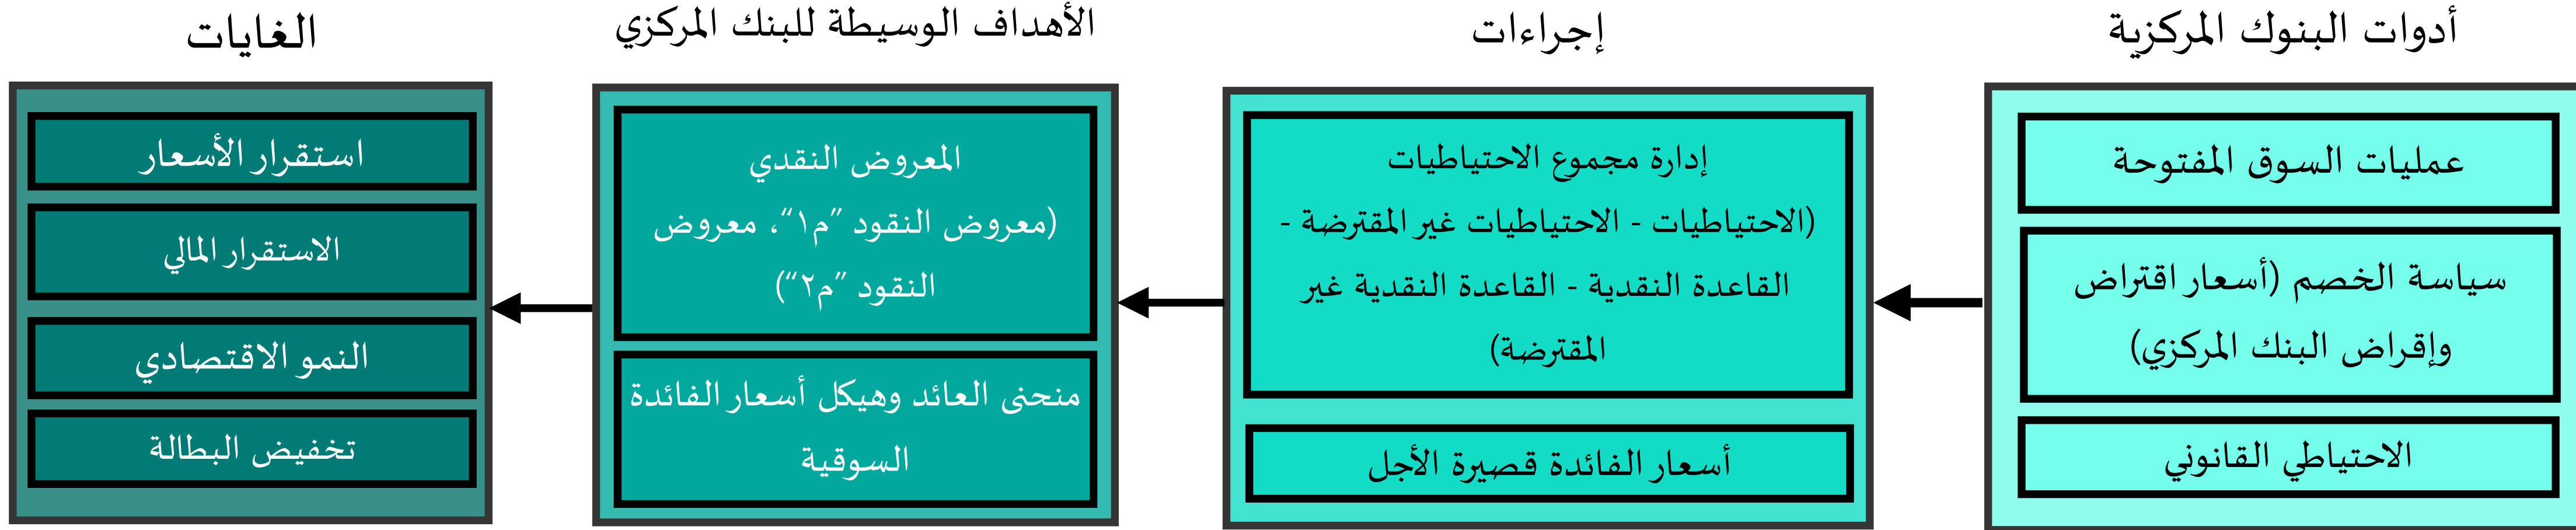 أدوات البنوك المركزية
عمليات السوق المفتوحة
سياسة الخصم (أسعار اقتراض
وإقراض البنك المركزي)
الاحتياطي القانوني
إجراءات
إدارة مجموع الاحتياطيات
(الاحتياطيات - الاحتياطيات غير المقترضة -
القاعدة النقدية - القاعدة النقدية غير
المقترضة)
أسعار الفائدة قصيرة الأجل
الأهداف الوسيطة للبنك المركزي
المعروض النقدي
(معروض النقود ”م١“، معروض
النقود ”م٢“)
منحنى العائد وهيكل أسعار الفائدة
السوقية
الغايات
استقرار الأسعار
الاستقرار المالي
النمو الاقتصادي
تخفيض البطالة